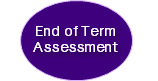 End of Term
Assessment